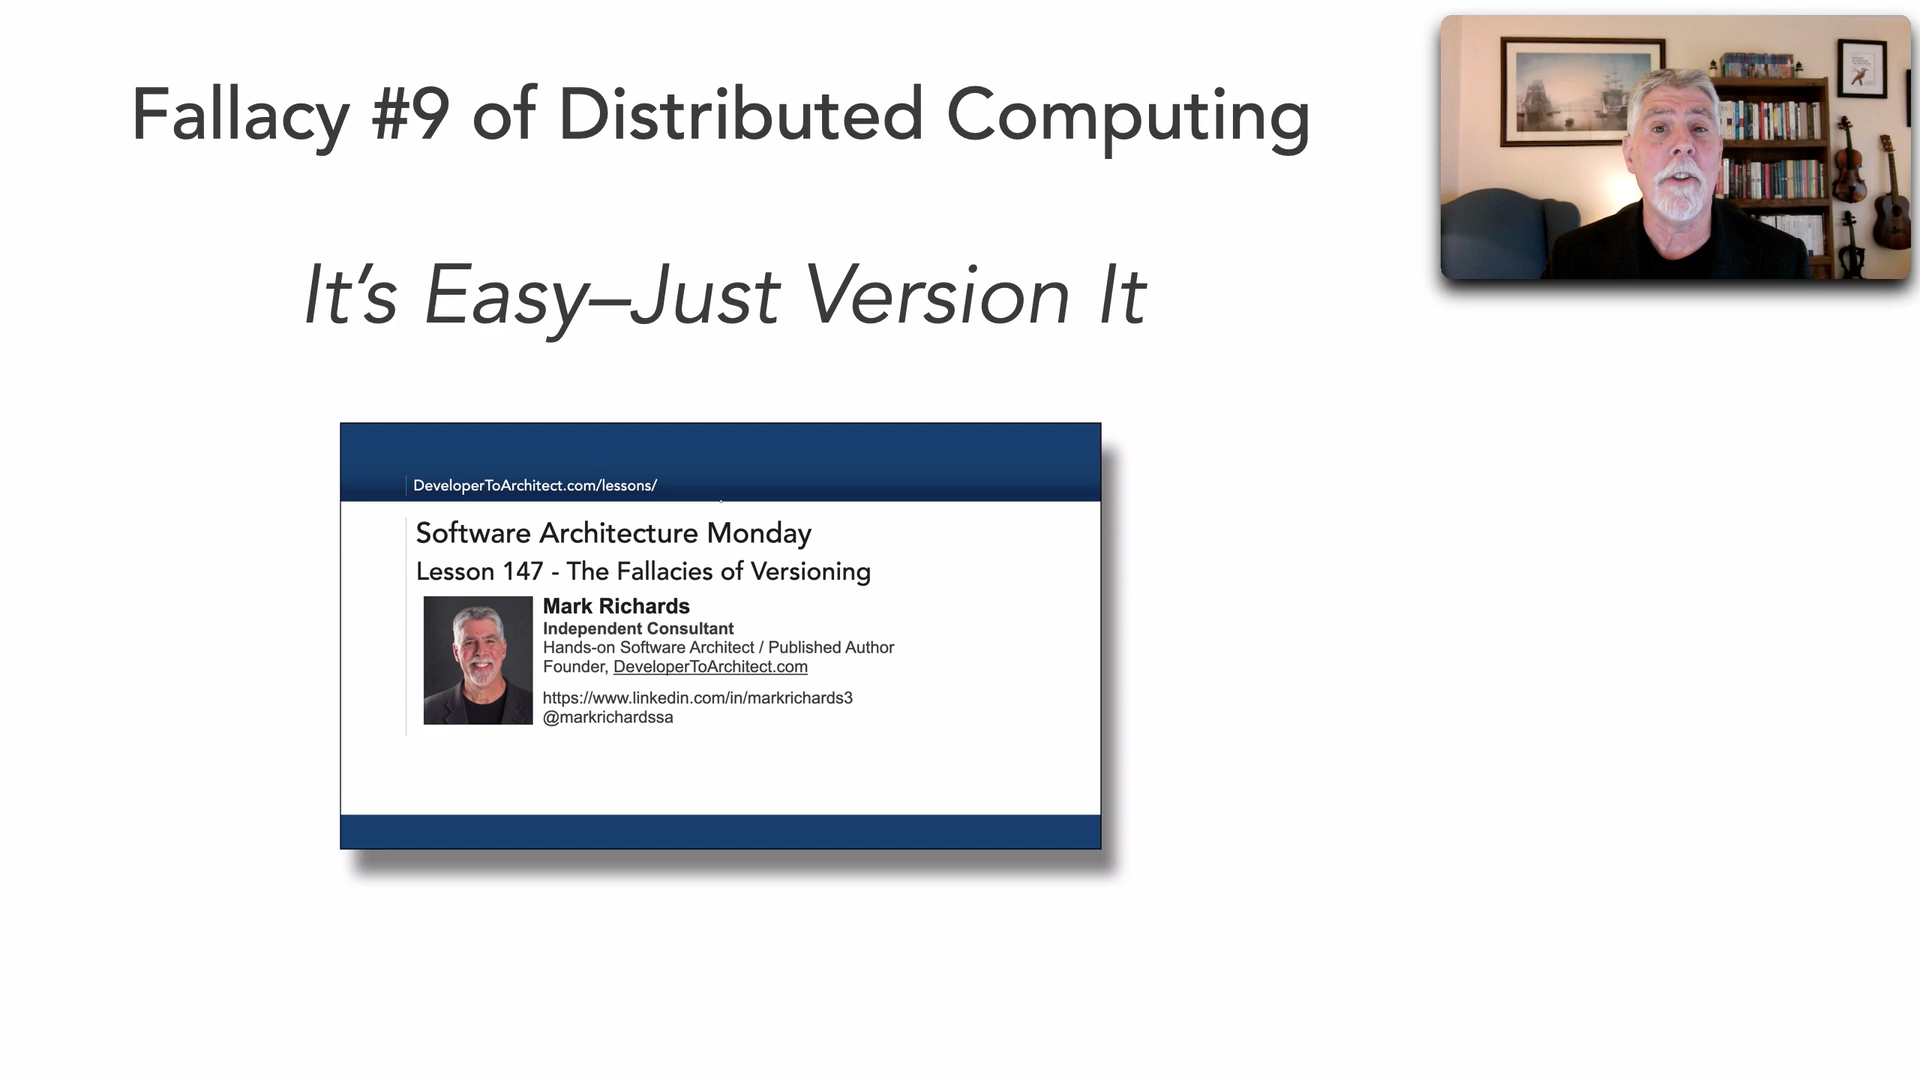 Fallacy #9 of Distributed Computing
It’s Easy–Just Version It
DeveloperToArchitect.com/lessons/
Software Architecture Monday
Lesson 147 - The Fallacies of Versioning
Mark Richards
Independent Consultant
Hands-on Software Architect / Published Author
Founder, DeveloperToArchitect.com
https://www.linkedin.com/in/markrichards3
@markrichardssa